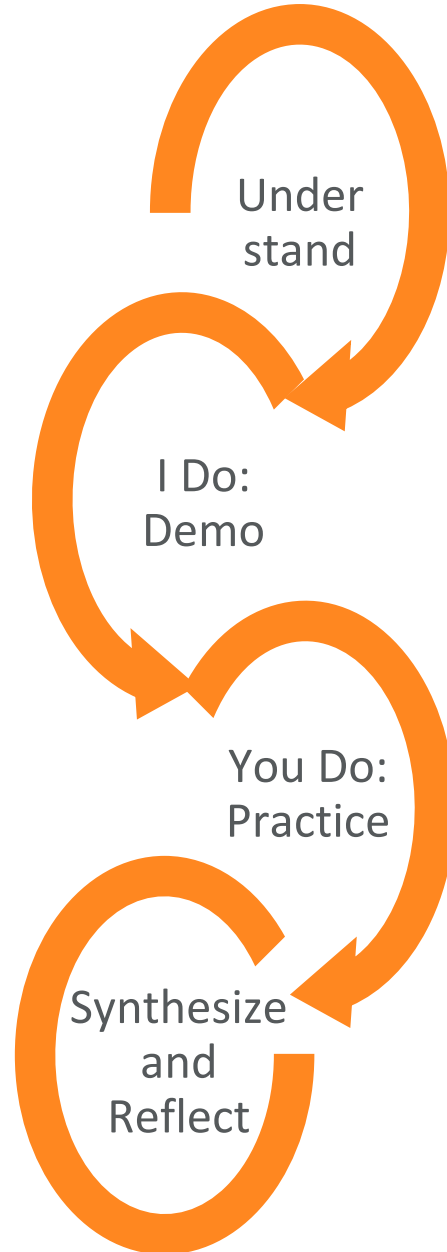 Under
stand
I Do:
Demo
You Do:
Practice
Synthesize
and
Reflect